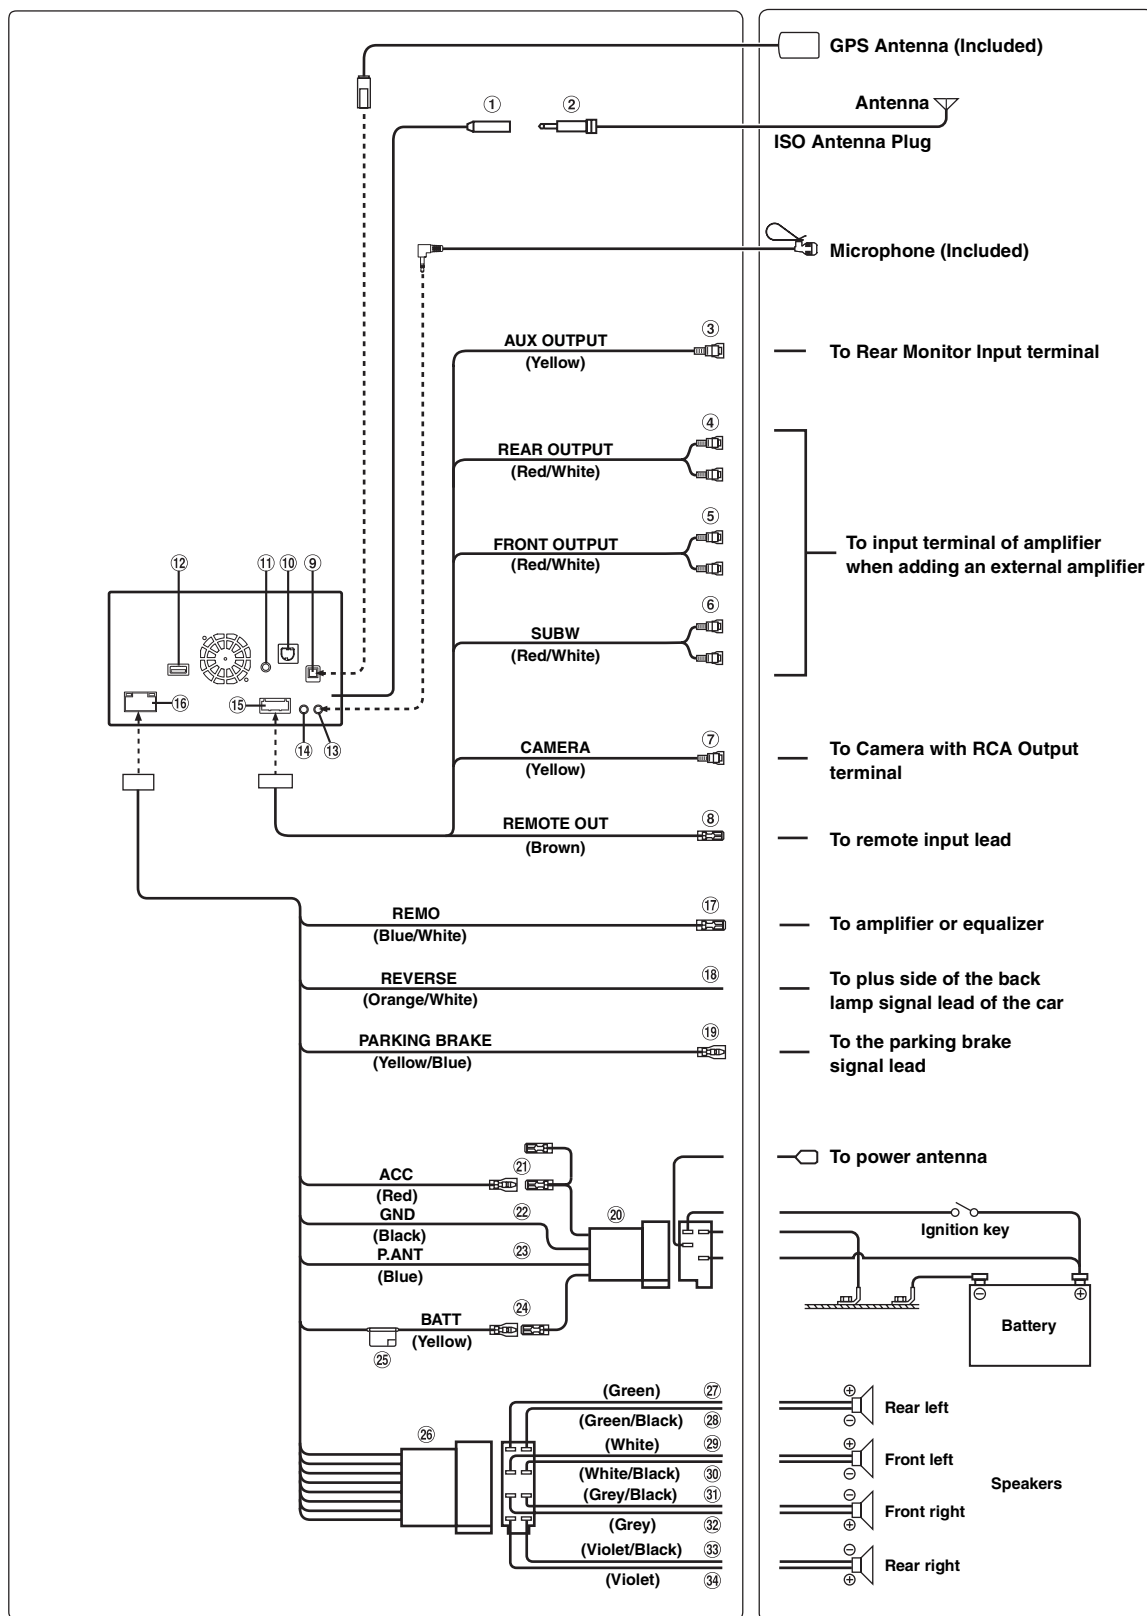 GPS Antenna (Included)
① ②
Antenna
ISO Antenna Plug
Microphone (Included)
③
AUX OUTPUT
(Yellow)
To Rear Monitor Input terminal
④
REAR OUTPUT
(Red/White)
⑤
FRONT OUTPUT
(Red/White)
To input terminal of amplifier
when adding an external amplifier
⑫ ⑪ ⑩ ⑨
⑥
SUBW
(Red/White)
⑯ ⑮
⑭ ⑬
⑦
CAMERA
(Yellow)
To Camera with RCA Output
terminal
⑧
REMOTE OUT
(Brown)
To remote input lead
⑰
REMO
(Blue/White)
To amplifier or equalizer
⑱
REVERSE
(Orange/White)
To plus side of the back
lamp signal lead of the car
⑲
PARKING BRAKE
(Yellow/Blue)
To the parking brake
signal lead
To power antenna
ACC
(Red)
㉑
GND
(Black)
㉒
⑳
P.ANT
(Blue)
㉓
Ignition key
BATT
(Yellow)
㉔
㉕
⊖ ⊕
Battery
㉖
(Green) ㉗
(Green/Black) ㉘
⊕
⊖
Rear left
(White) ㉙
(White/Black) ㉚
⊕
⊖
Front left
Speakers
(Grey/Black) ㉛
(Grey) ㉜
⊖
⊕
Front right
(Violet/Black) ㉝
(Violet) ㉞
⊖
⊕
Rear right